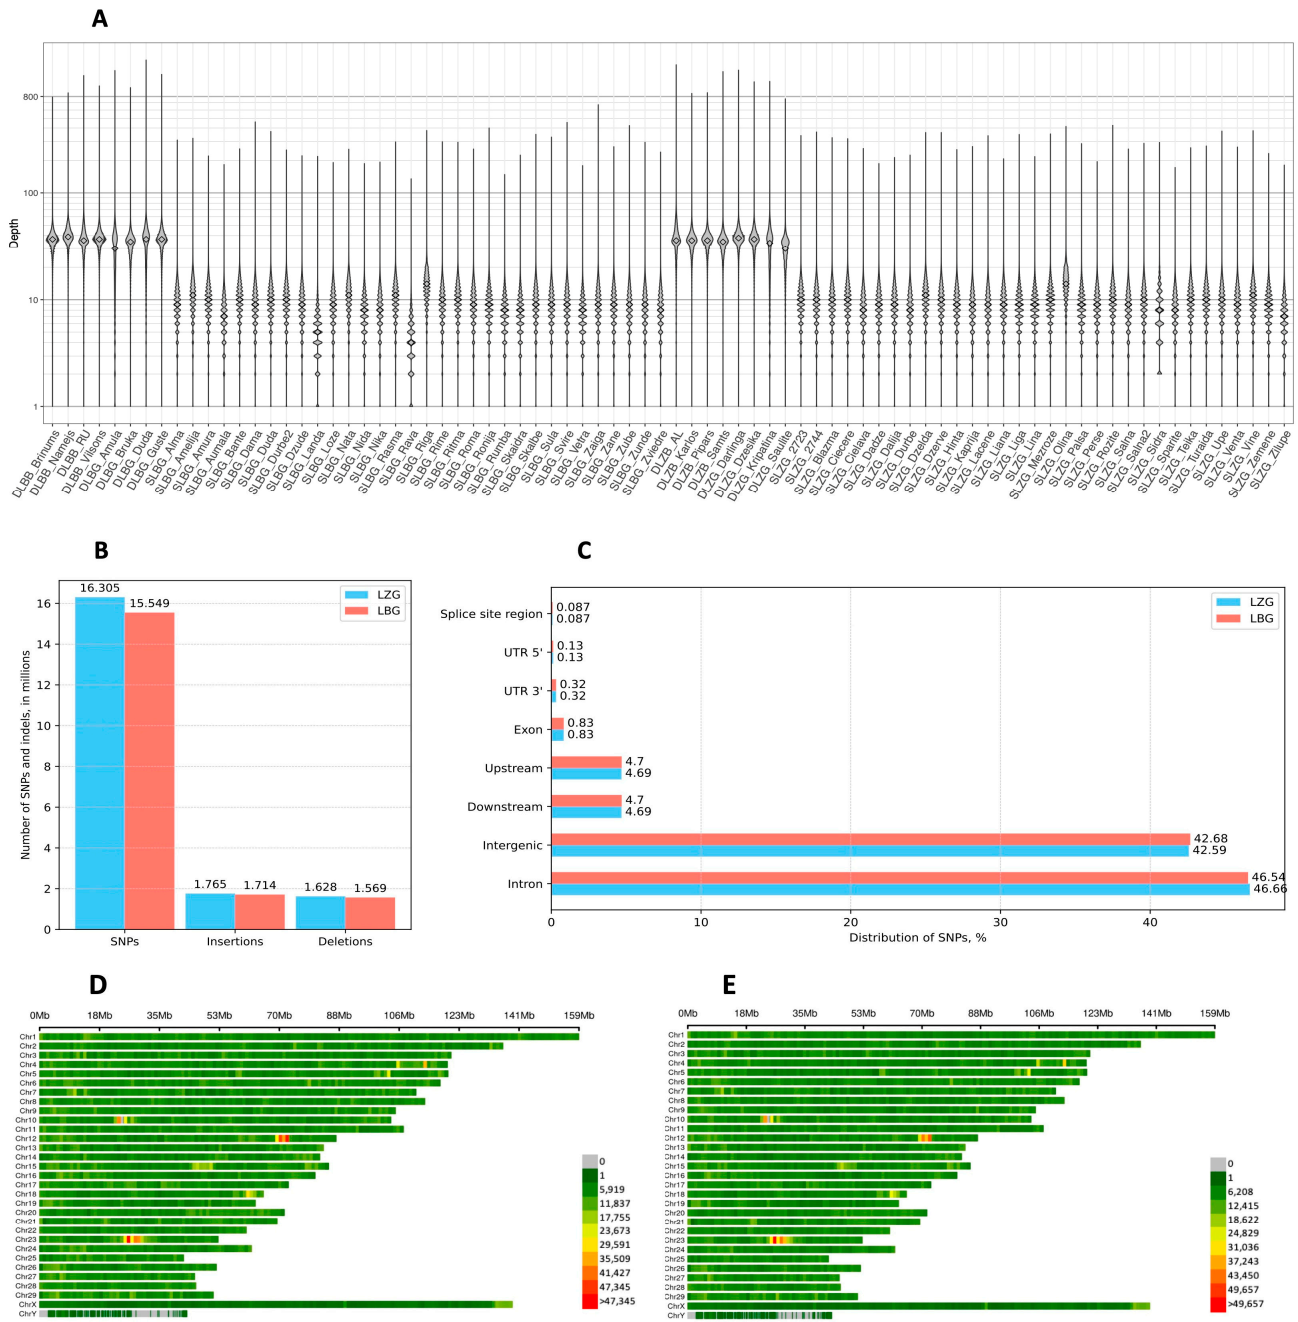 A
Depth
800
100
10
1
DLBB_Brinums
DLBB_Namejs
DLBB_RU
DLBB_Vilsons
DLBG_Amula
DLBG_Bruka
DLBG_Duda
DLBG_Guste
SLBG_Alma
SLBG_Amelija
SLBG_Amura
SLBG_Aumala
SLBG_Bante
SLBG_Dama
SLBG_Duda
SLBG_Durbe2
SLBG_Dzude
SLBG_Landa
SLBG_Loze
SLBG_Nata
SLBG_Nida
SLBG_Nika
SLBG_Rasma
SLBG_Rava
SLBG_Riga
SLBG_Rime
SLBG_Ritma
SLBG_Roma
SLBG_Ronija
SLBG_Rumba
SLBG_Skaidra
SLBG_Skalbe
SLBG_Sula
SLBG_Svire
SLBG_Vetra
SLBG_Zaiga
SLBG_Zane
SLBG_Zube
SLBG_Zunde
SLBG_Zviedre
DLZB_AL
DLZB_Karlos
DLZB_Pipars
DLZB_Samts
DLZG_Darlinga
DLZG_Dzesika
DLZG_Knipatina
DLZG_Saulite
SLZG_2723
SLZG_2744
SLZG_Blazma
SLZG_Ciecere
SLZG_Cielava
SLZG_Dadze
SLZG_Dalija
SLZG_Durbe
SLZG_Dzelda
SLZG_Dzerve
SLZG_Himta
SLZG_Kaprija
SLZG_Lacene
SLZG_Liana
SLZG_Liga
SLZG_Lina
SLZG_Mezroze
SLZG_Olina
SLZG_Palsa
SLZG_Perse
SLZG_Rozite
SLZG_Salna
SLZG_Salna2
SLZG_Sidra
SLZG_Sparite
SLZG_Teika
SLZG_Turaida
SLZG_Upe
SLZG_Venta
SLZG_Virne
SLZG_Zemene
SLZG_Zilupe
B
Number of SNPs and indels, in millions
16
14
12
10
8
6
4
2
0
16.305
15.549
1.765
1.714
1.628
1.569
LZG
LBG
SNPs
Insertions
Deletions
C
LZG
LBG
Splice site region
0.087
0.087
UTR 5'
0.13
0.13
UTR 3'
0.32
0.32
Exon
0.83
0.83
Upstream
4.7
4.69
Downstream
4.7
4.69
Intergenic
42.68
42.59
Intron
46.54
46.66
0
10
20
30
40
Distribution of SNPs, %
D
0Mb 18Mb 35Mb 53Mb 70Mb 88Mb 106Mb 123Mb 141Mb 159Mb
Chr1
Chr2
Chr3
Chr4
Chr5
Chr6
Chr7
Chr8
Chr9
Chr10
Chr11
Chr12
Chr13
Chr14
Chr15
Chr16
Chr17
Chr18
Chr19
Chr20
Chr21
Chr22
Chr23
Chr24
Chr25
Chr26
Chr27
Chr28
Chr29
ChrX
ChrY
0
1
5,919
11,837
17,755
23,673
29,591
35,509
41,427
47,345
>47,345
E
0Mb 18Mb 35Mb 53Mb 70Mb 88Mb 106Mb 123Mb 141Mb 159Mb
Chr1
Chr2
Chr3
Chr4
Chr5
Chr6
Chr7
Chr8
Chr9
Chr10
Chr11
Chr12
Chr13
Chr14
Chr15
Chr16
Chr17
Chr18
Chr19
Chr20
Chr21
Chr22
Chr23
Chr24
Chr25
Chr26
Chr27
Chr28
Chr29
ChrX
ChrY
0
1
6,208
12,415
18,622
24,829
31,036
37,243
43,450
49,657
>49,657